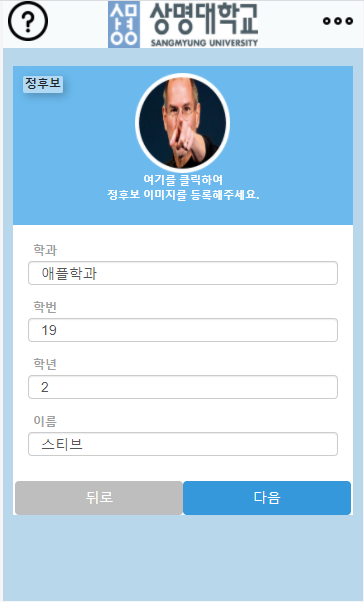 ?
상명
상명대학교
SANGMYUNG UNIVERSITY
정후보
여기를 클릭하여
정후보 이미지를 등록해주세요.
학과
애플학과
학번
19
학년
2
이름
스티브
뒤로
다음